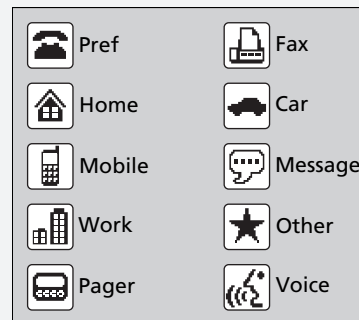 Pref
Home
Mobile
Work
Pager
Fax
Car
Message
Other
Voice